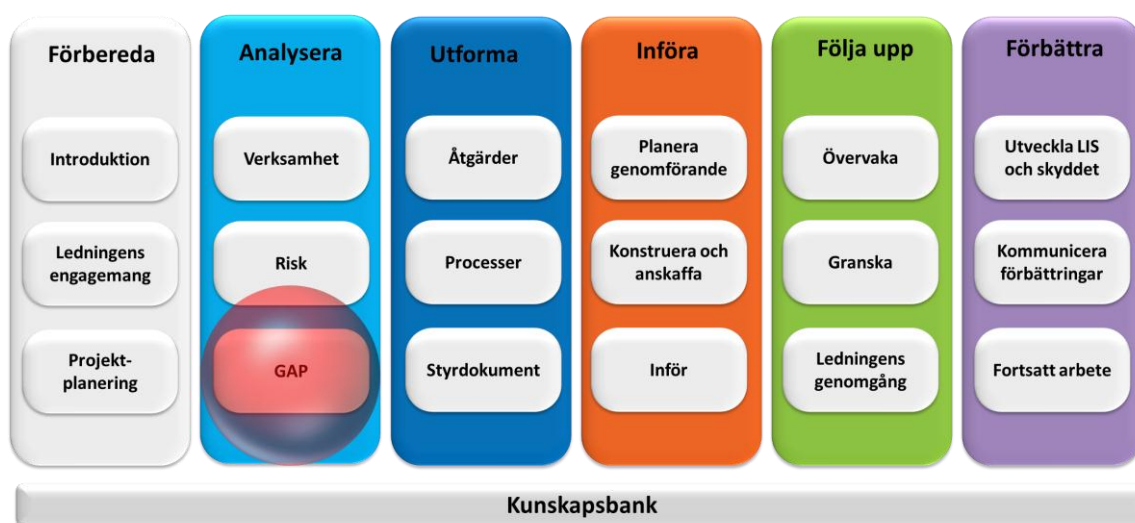 Förbereda
Introduktion
Ledningens
engagemang
Projekt-
planering
Analysera
Verksamhet
Risk
GAP
Utforma
Åtgärder
Processer
Styrdokument
Införa
Planera
genomförande
Konstruera och
anskaffa
Inför
Följa upp
Övervaka
Granska
Ledningens
genomgång
Förbättra
Utveckla LIS
och skyddet
Kommunicera
förbättringar
Fortsatt arbete
Kunskapsbank